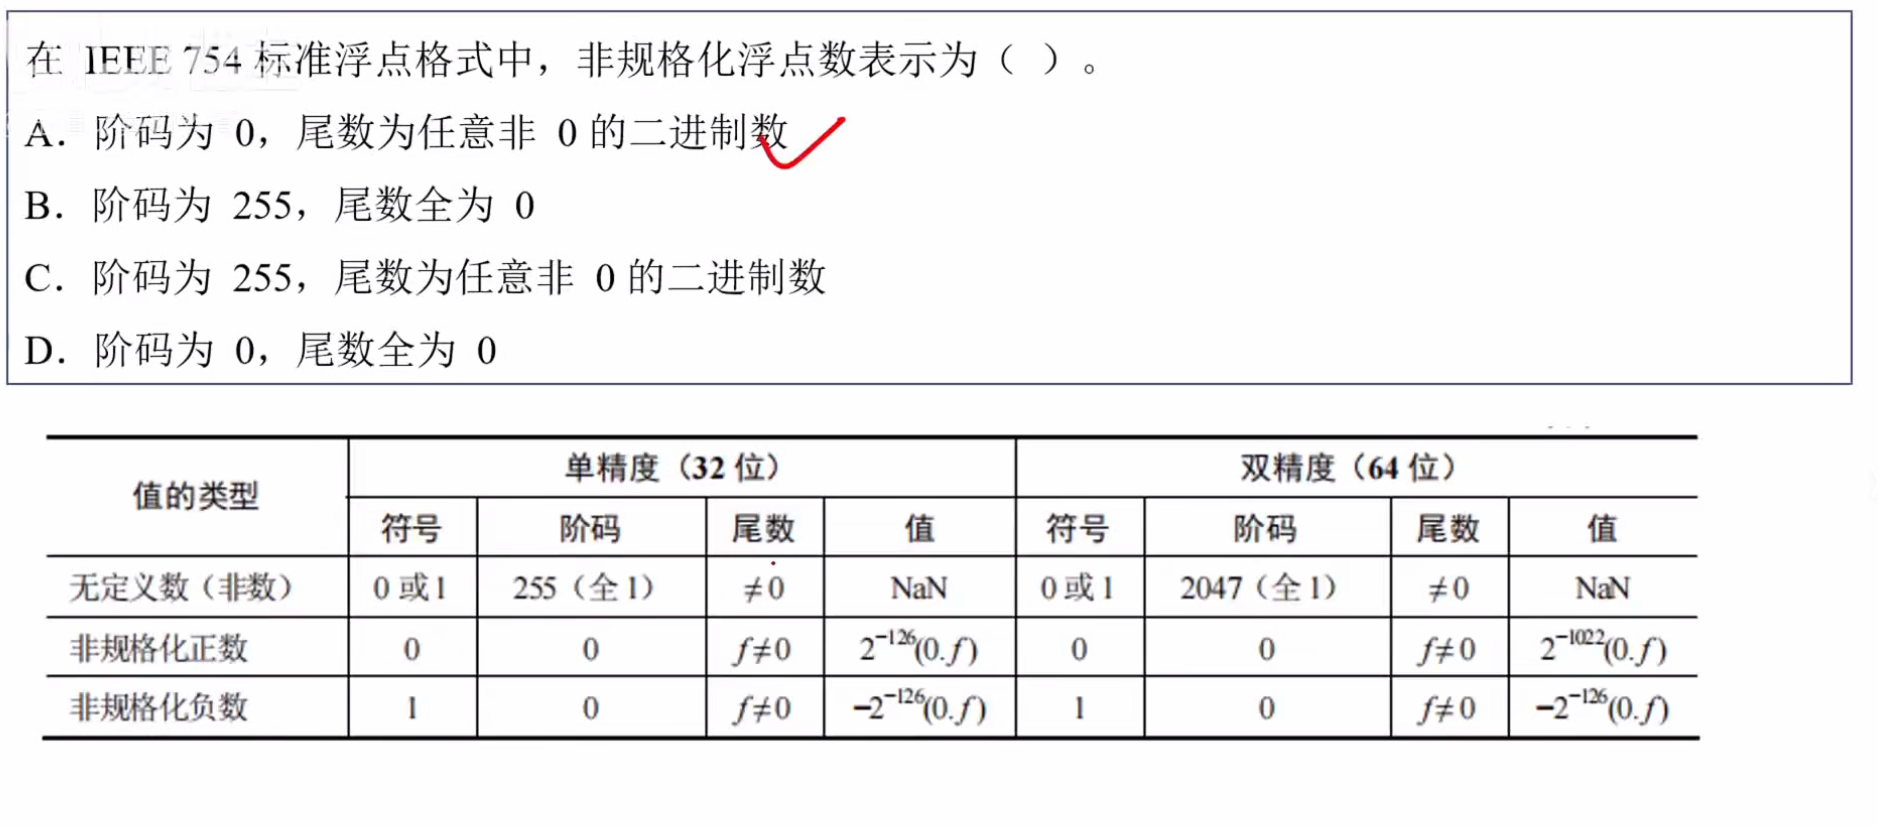 在 IEEE 754 标准浮点格式中，非规格化浮点数表示为（ ）。
A．阶码为 0，尾数为任意非 0 的二进制数
B．阶码为 255，尾数全为 0
C．阶码为 255，尾数为任意非 0 的二进制数
D．阶码为 0，尾数全为 0
值的类型 单精度（32 位） 双精度（64 位）
符号 阶码 尾数 值 符号 阶码 尾数 值
无定义数（非数） 0 或 1 255（全 1） ≠0 NaN 0 或 1 2047（全 1） ≠0 NaN
非规格化正数 0 0 f≠0 2⁻¹²⁶(0.f) 0 0 f≠0 2⁻¹⁰²²(0.f)
非规格化负数 1 0 f≠0 −2⁻¹²⁶(0.f) 1 0 f≠0 −2⁻¹²⁶(0.f)